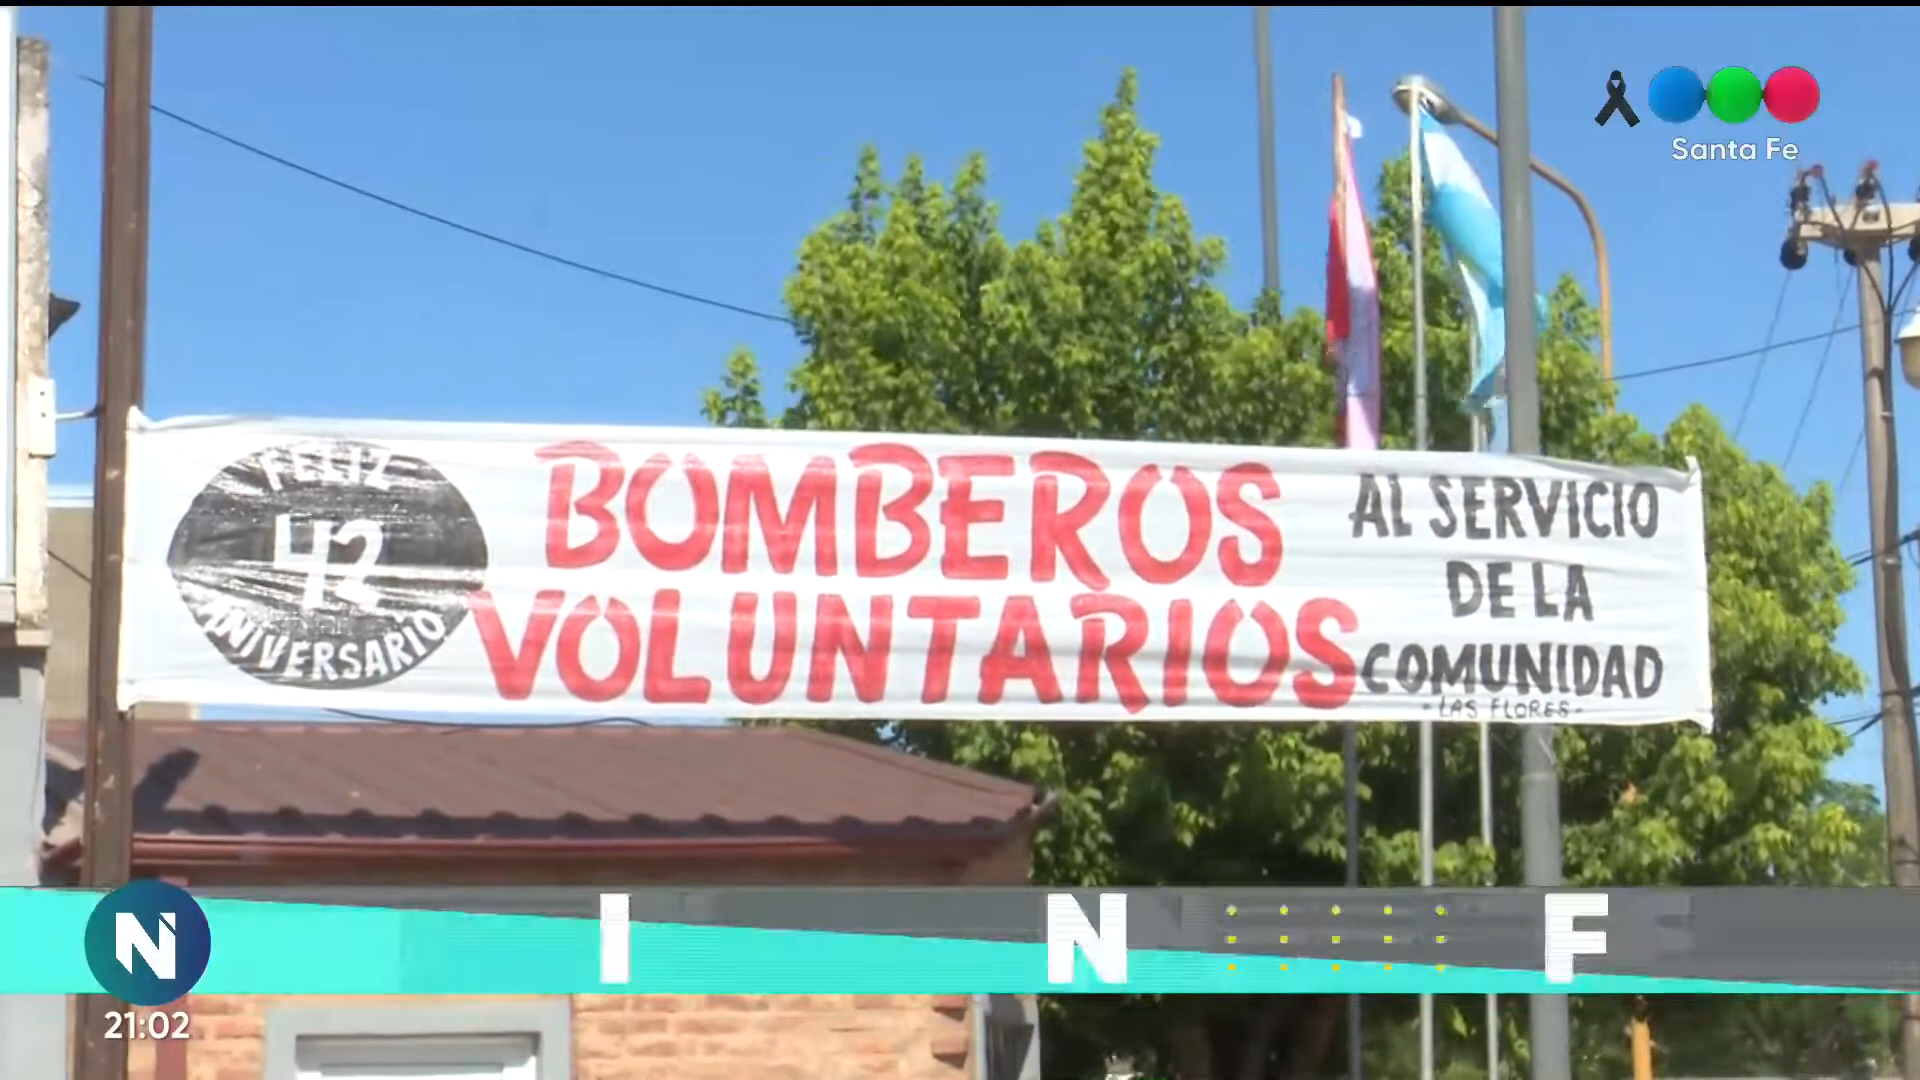 Santa Fe
FELIZ
42
ANIVERSARIO
BOMBEROS
VOLUNTARIOS
AL SERVICIO
DE LA
COMUNIDAD
- LAS FLORES -
N I N F
21:02